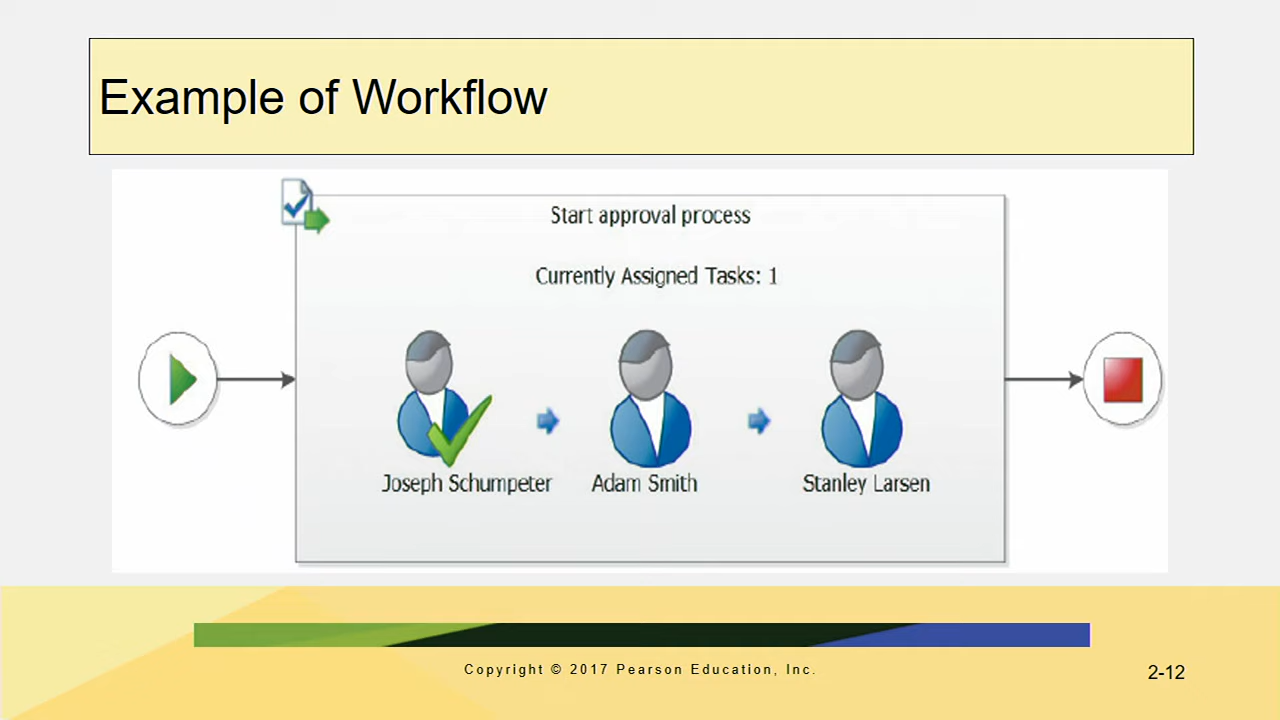 Example of Workflow
Start approval process
Currently Assigned Tasks: 1
Joseph Schumpeter
Adam Smith
Stanley Larsen
Copyright © 2017 Pearson Education, Inc.
2-12